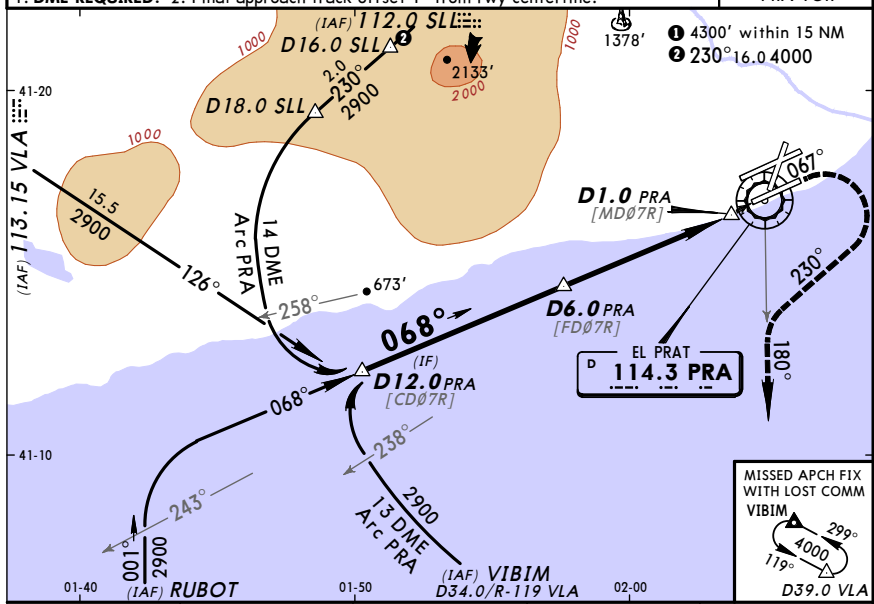 1. DME REQUIRED. 2. Final approach track offset 1° from rwy centerline.
(IAF) 112.0 SLL
D16.0 SLL
2
1000
1000
1378'
1 4300' within 15 NM
2 230° 16.0 4000
2.0
230°
2900
2133'
2000
41-20
D18.0 SLL
1000
(IAF) 113.15 VLA
15.5
2900
126°
14 DME
Arc PRA
D1.0 PRA
[MDØ7R]
067°
673'
258°
068°
230°
D6.0 PRA
[FDØ7R]
(IF)
D12.0 PRA
[CDØ7R]
EL PRAT
D 114.3 PRA
180°
068°
238°
41-10
243°
2900
13 DME
Arc PRA
001°
2900
(IAF) RUBOT
(IAF) VIBIM
D34.0/R-119 VLA
MISSED APCH FIX
WITH LOST COMM
VIBIM
299°
4000
119°
D39.0 VLA
01-40
01-50
02-00